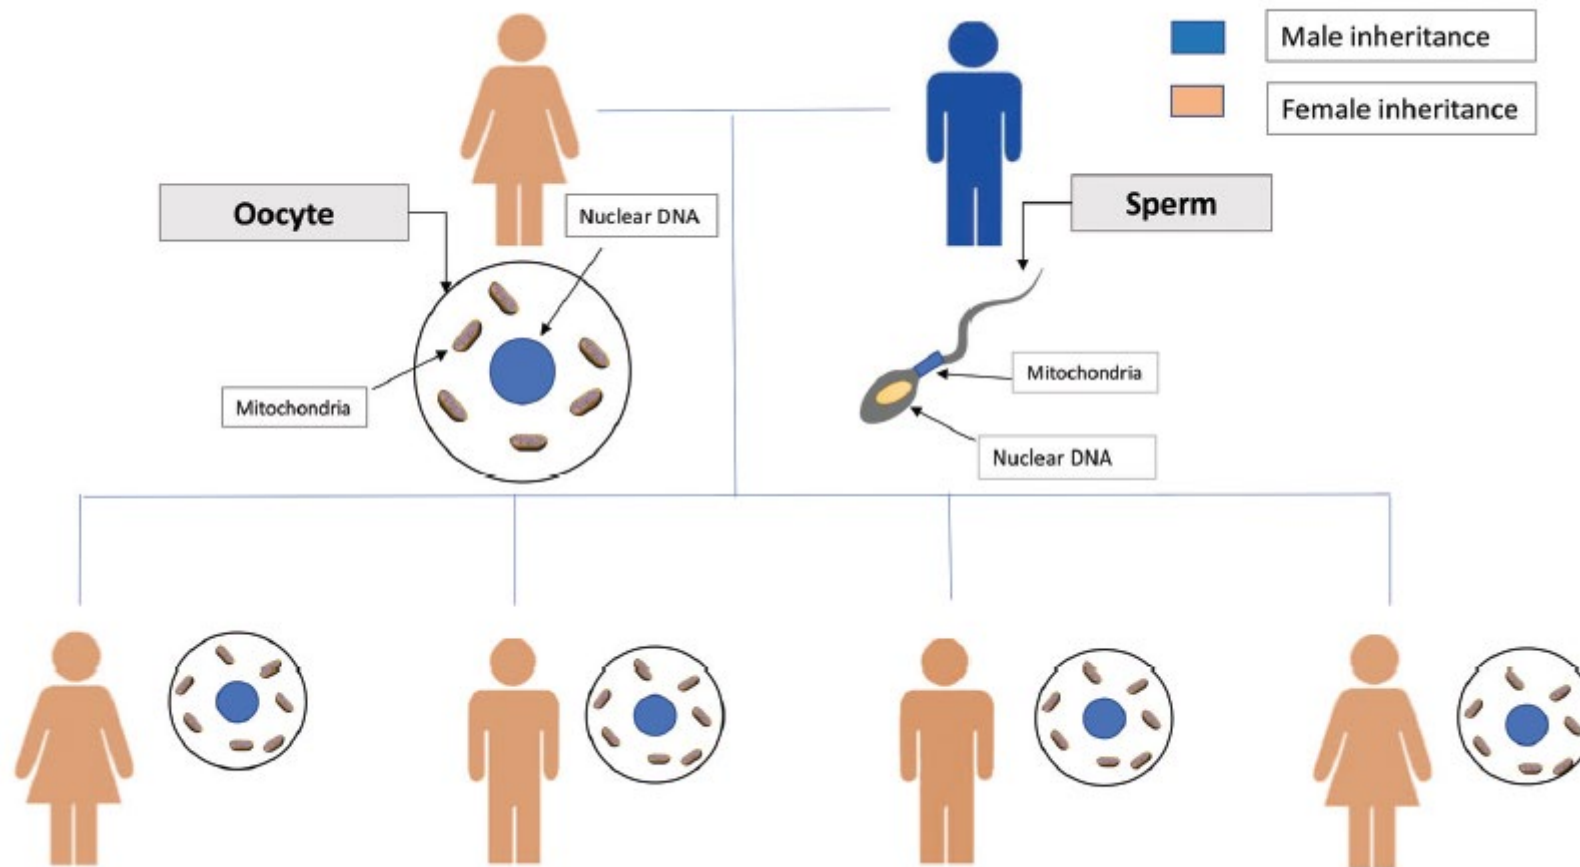 Male inheritance
Female inheritance
Oocyte
Nuclear DNA
Sperm
Mitochondria
Mitochondria
Nuclear DNA